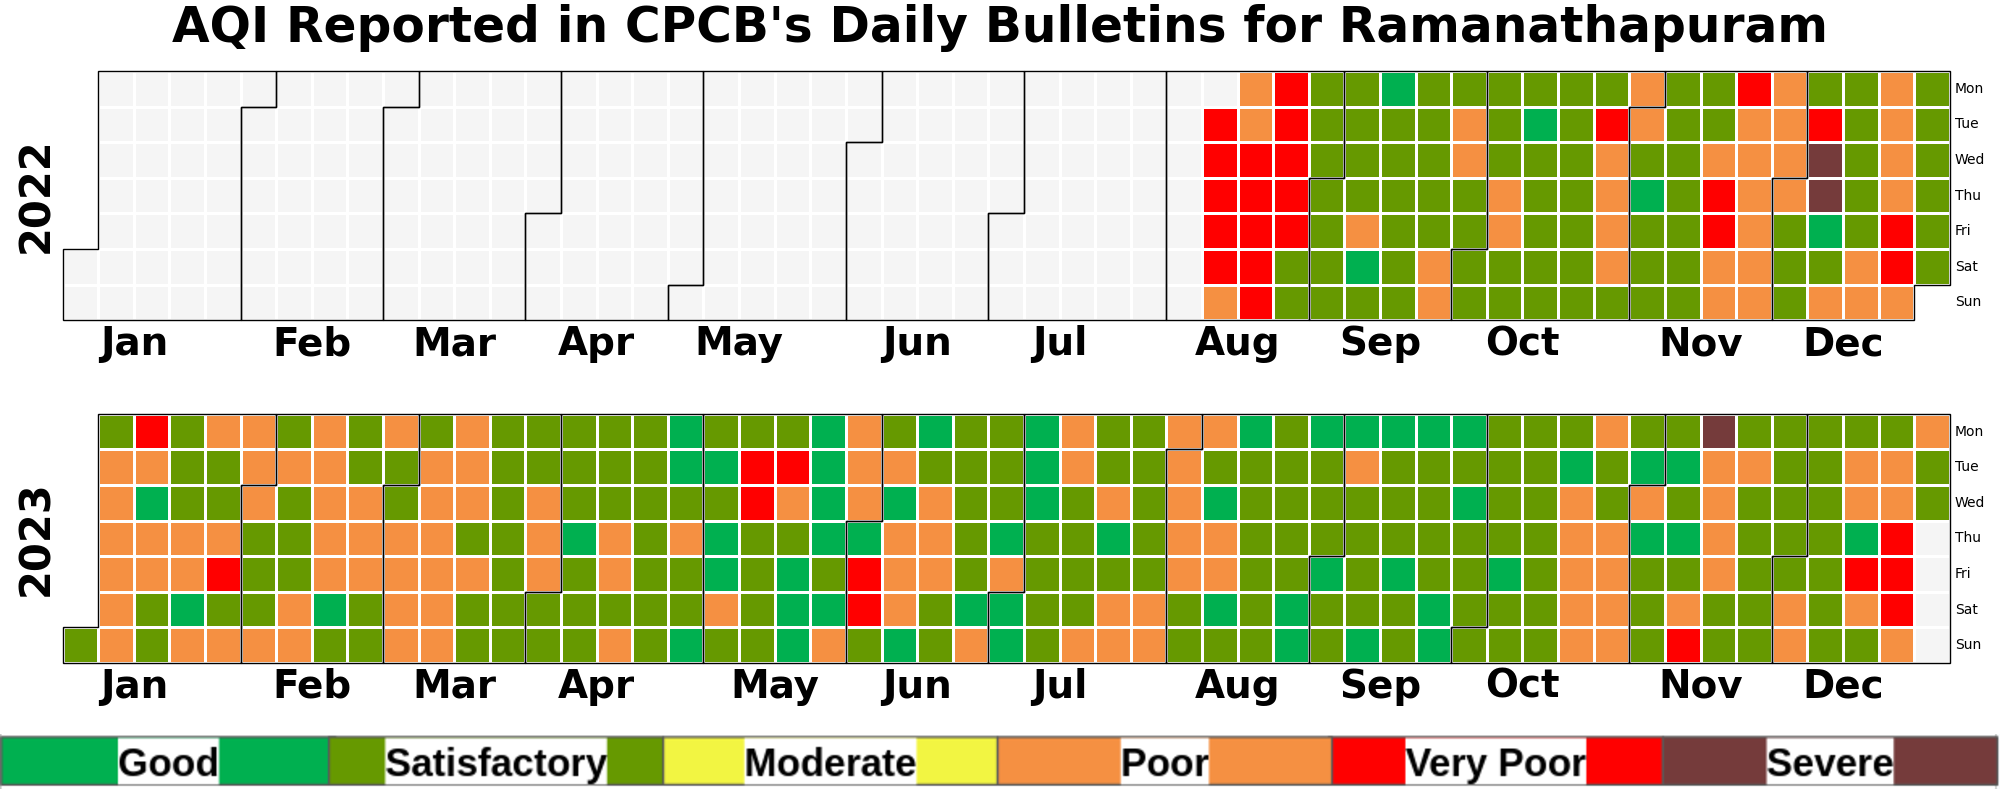 AQI Reported in CPCB's Daily Bulletins for Ramanathapuram
2022
Mon
Tue
Wed
Thu
Fri
Sat
Sun
Jan Feb Mar Apr May Jun Jul Aug Sep Oct Nov Dec
2023
Mon
Tue
Wed
Thu
Fri
Sat
Sun
Jan Feb Mar Apr May Jun Jul Aug Sep Oct Nov Dec
Good Satisfactory Moderate Poor Very Poor Severe